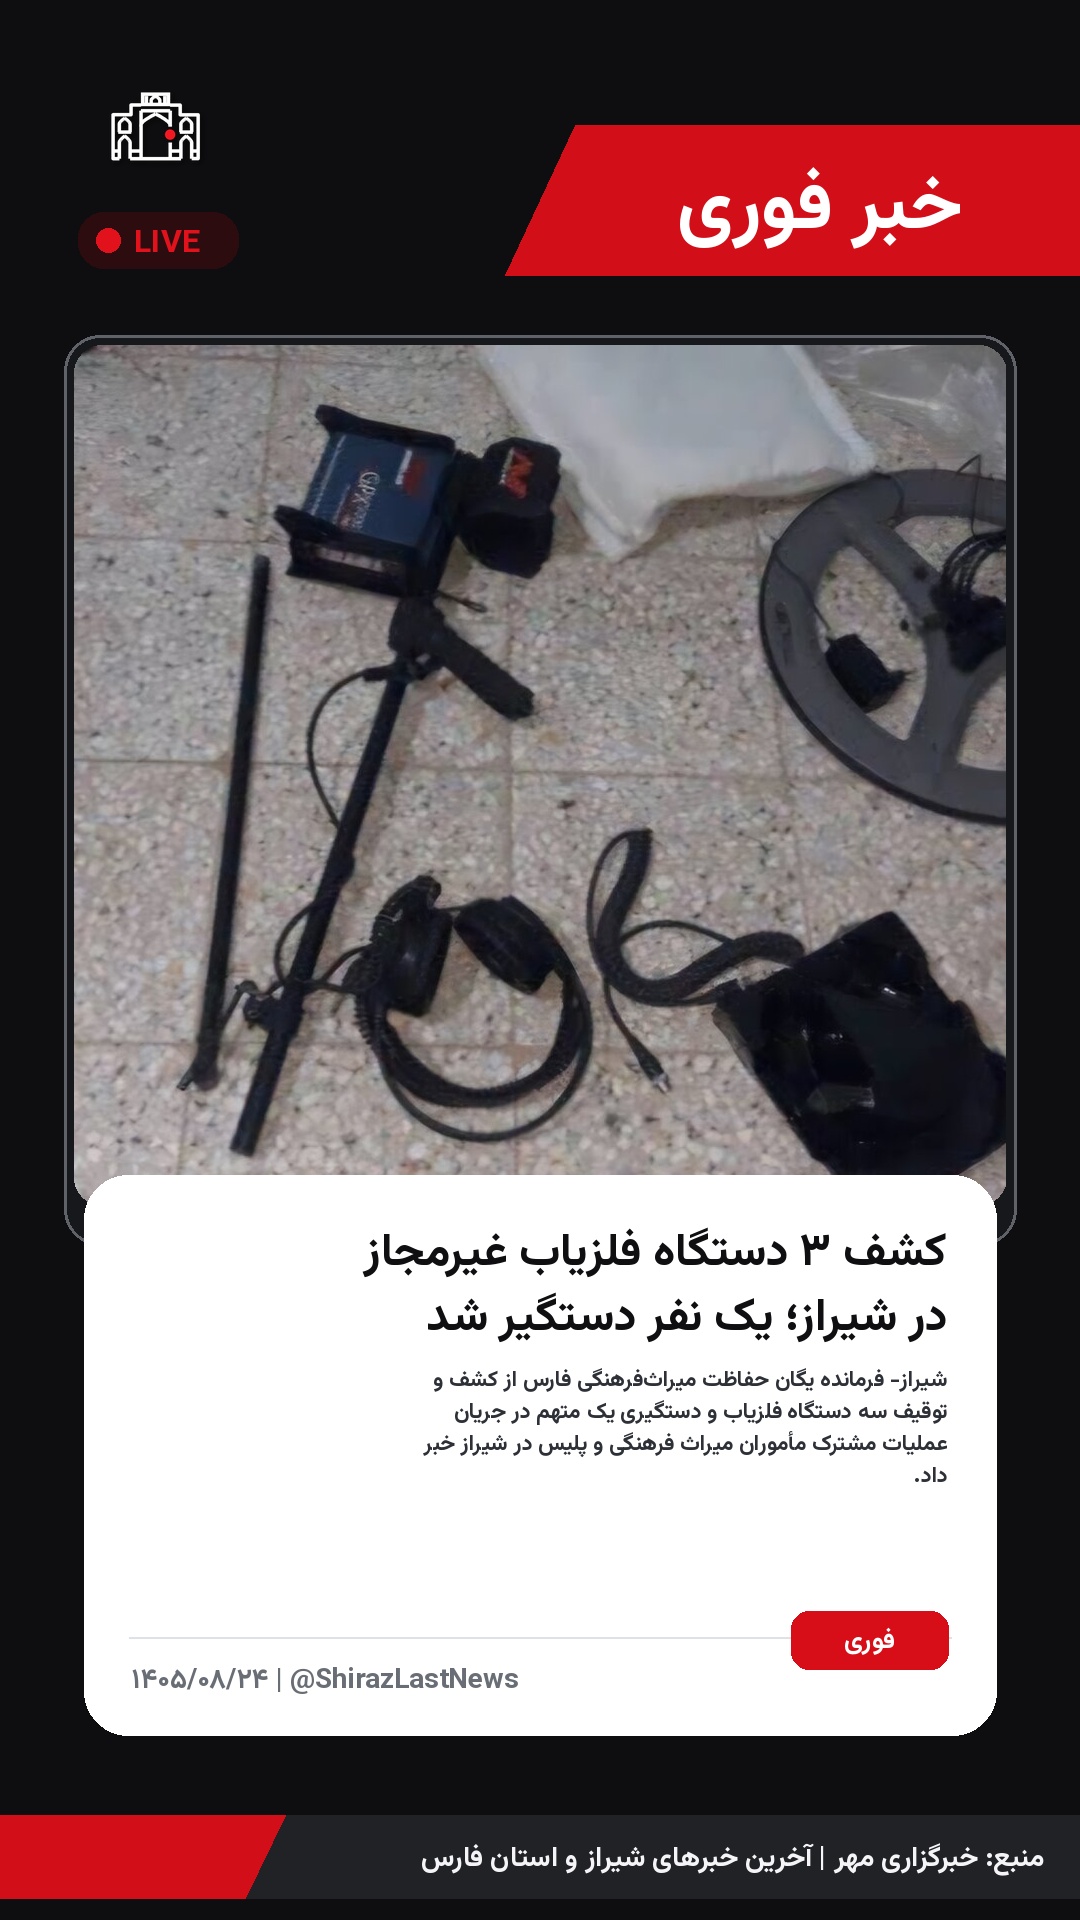 خبر فوری
LIVE
کشف ۳ دستگاه فلزیاب غیرمجاز
در شیراز؛ یک نفر دستگیر شد
شیراز- فرمانده یگان حفاظت میراث‌فرهنگی فارس از کشف و
توقیف سه دستگاه فلزیاب و دستگیری یک متهم در جریان
عملیات مشترک مأموران میراث فرهنگی و پلیس در شیراز خبر
داد.
فوری
۱۴۰۵/۰۸/۲۴ | @ShirazLastNews
منبع: خبرگزاری مهر | آخرین خبرهای شیراز و استان فارس